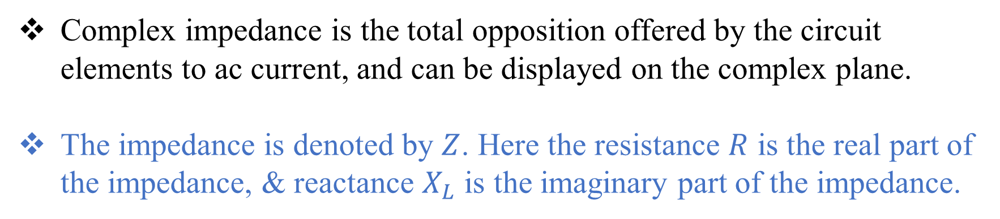 ❖ Complex impedance is the total opposition offered by the circuit
elements to ac current, and can be displayed on the complex plane.
❖ The impedance is denoted by Z. Here the resistance R is the real part of
the impedance, & reactance X_L is the imaginary part of the impedance.